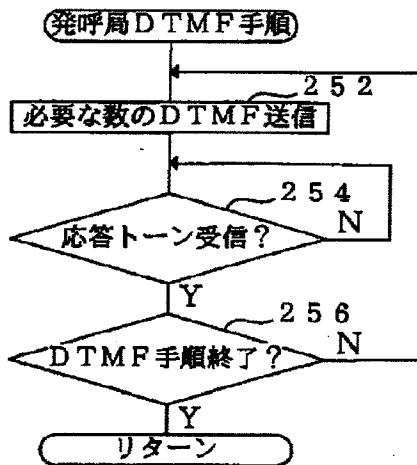 発呼局DTMF手順
252
必要な数のDTMF送信
254
応答トーン受信?
N
Y
256
DTMF手順終了?
N
Y
リターン